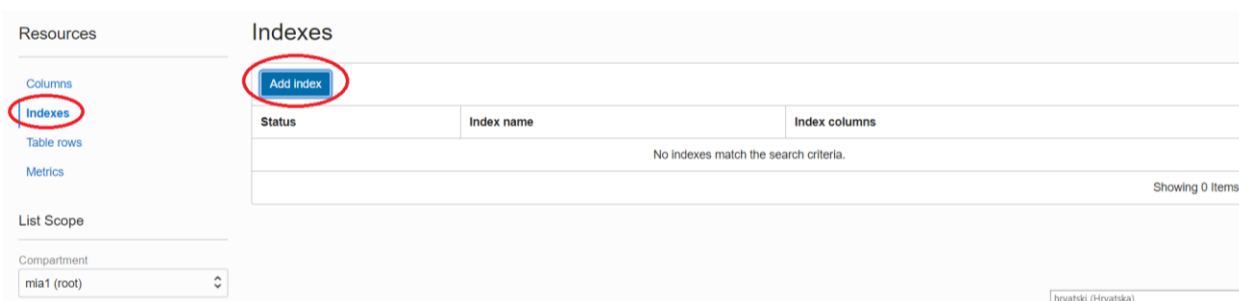 Resources
Columns
Indexes
Table rows
Metrics
List Scope
Compartment
mia1 (root)
Indexes
Add index
Status Index name Index columns
No indexes match the search criteria.
Showing 0 Items
hrvatski (Hrvatska)